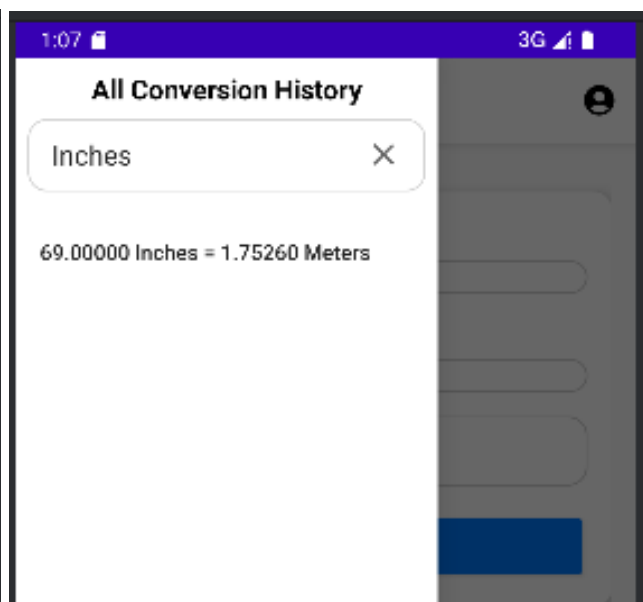 1:07 3G
All Conversion History
Inches
69.00000 Inches = 1.75260 Meters